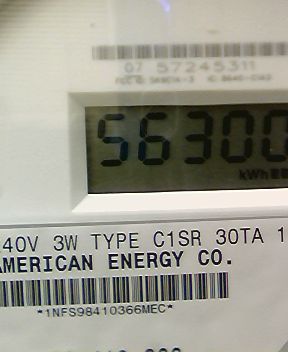 07 57245311
56300
kWh
40V 3W TYPE C1SR 30TA 1
AMERICAN ENERGY CO.
*1NFS98410366MEC*